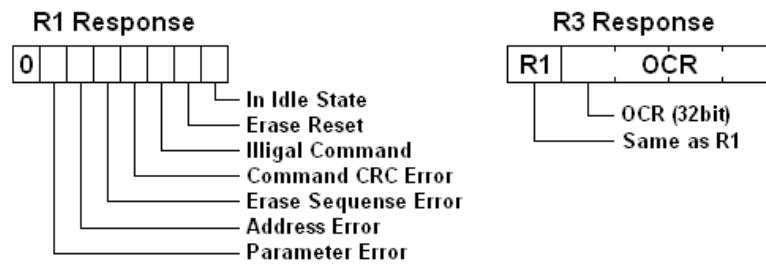 R1 Response
0
In Idle State
Erase Reset
Illigal Command
Command CRC Error
Erase Sequense Error
Address Error
Parameter Error
R3 Response
R1 OCR
OCR (32bit)
Same as R1